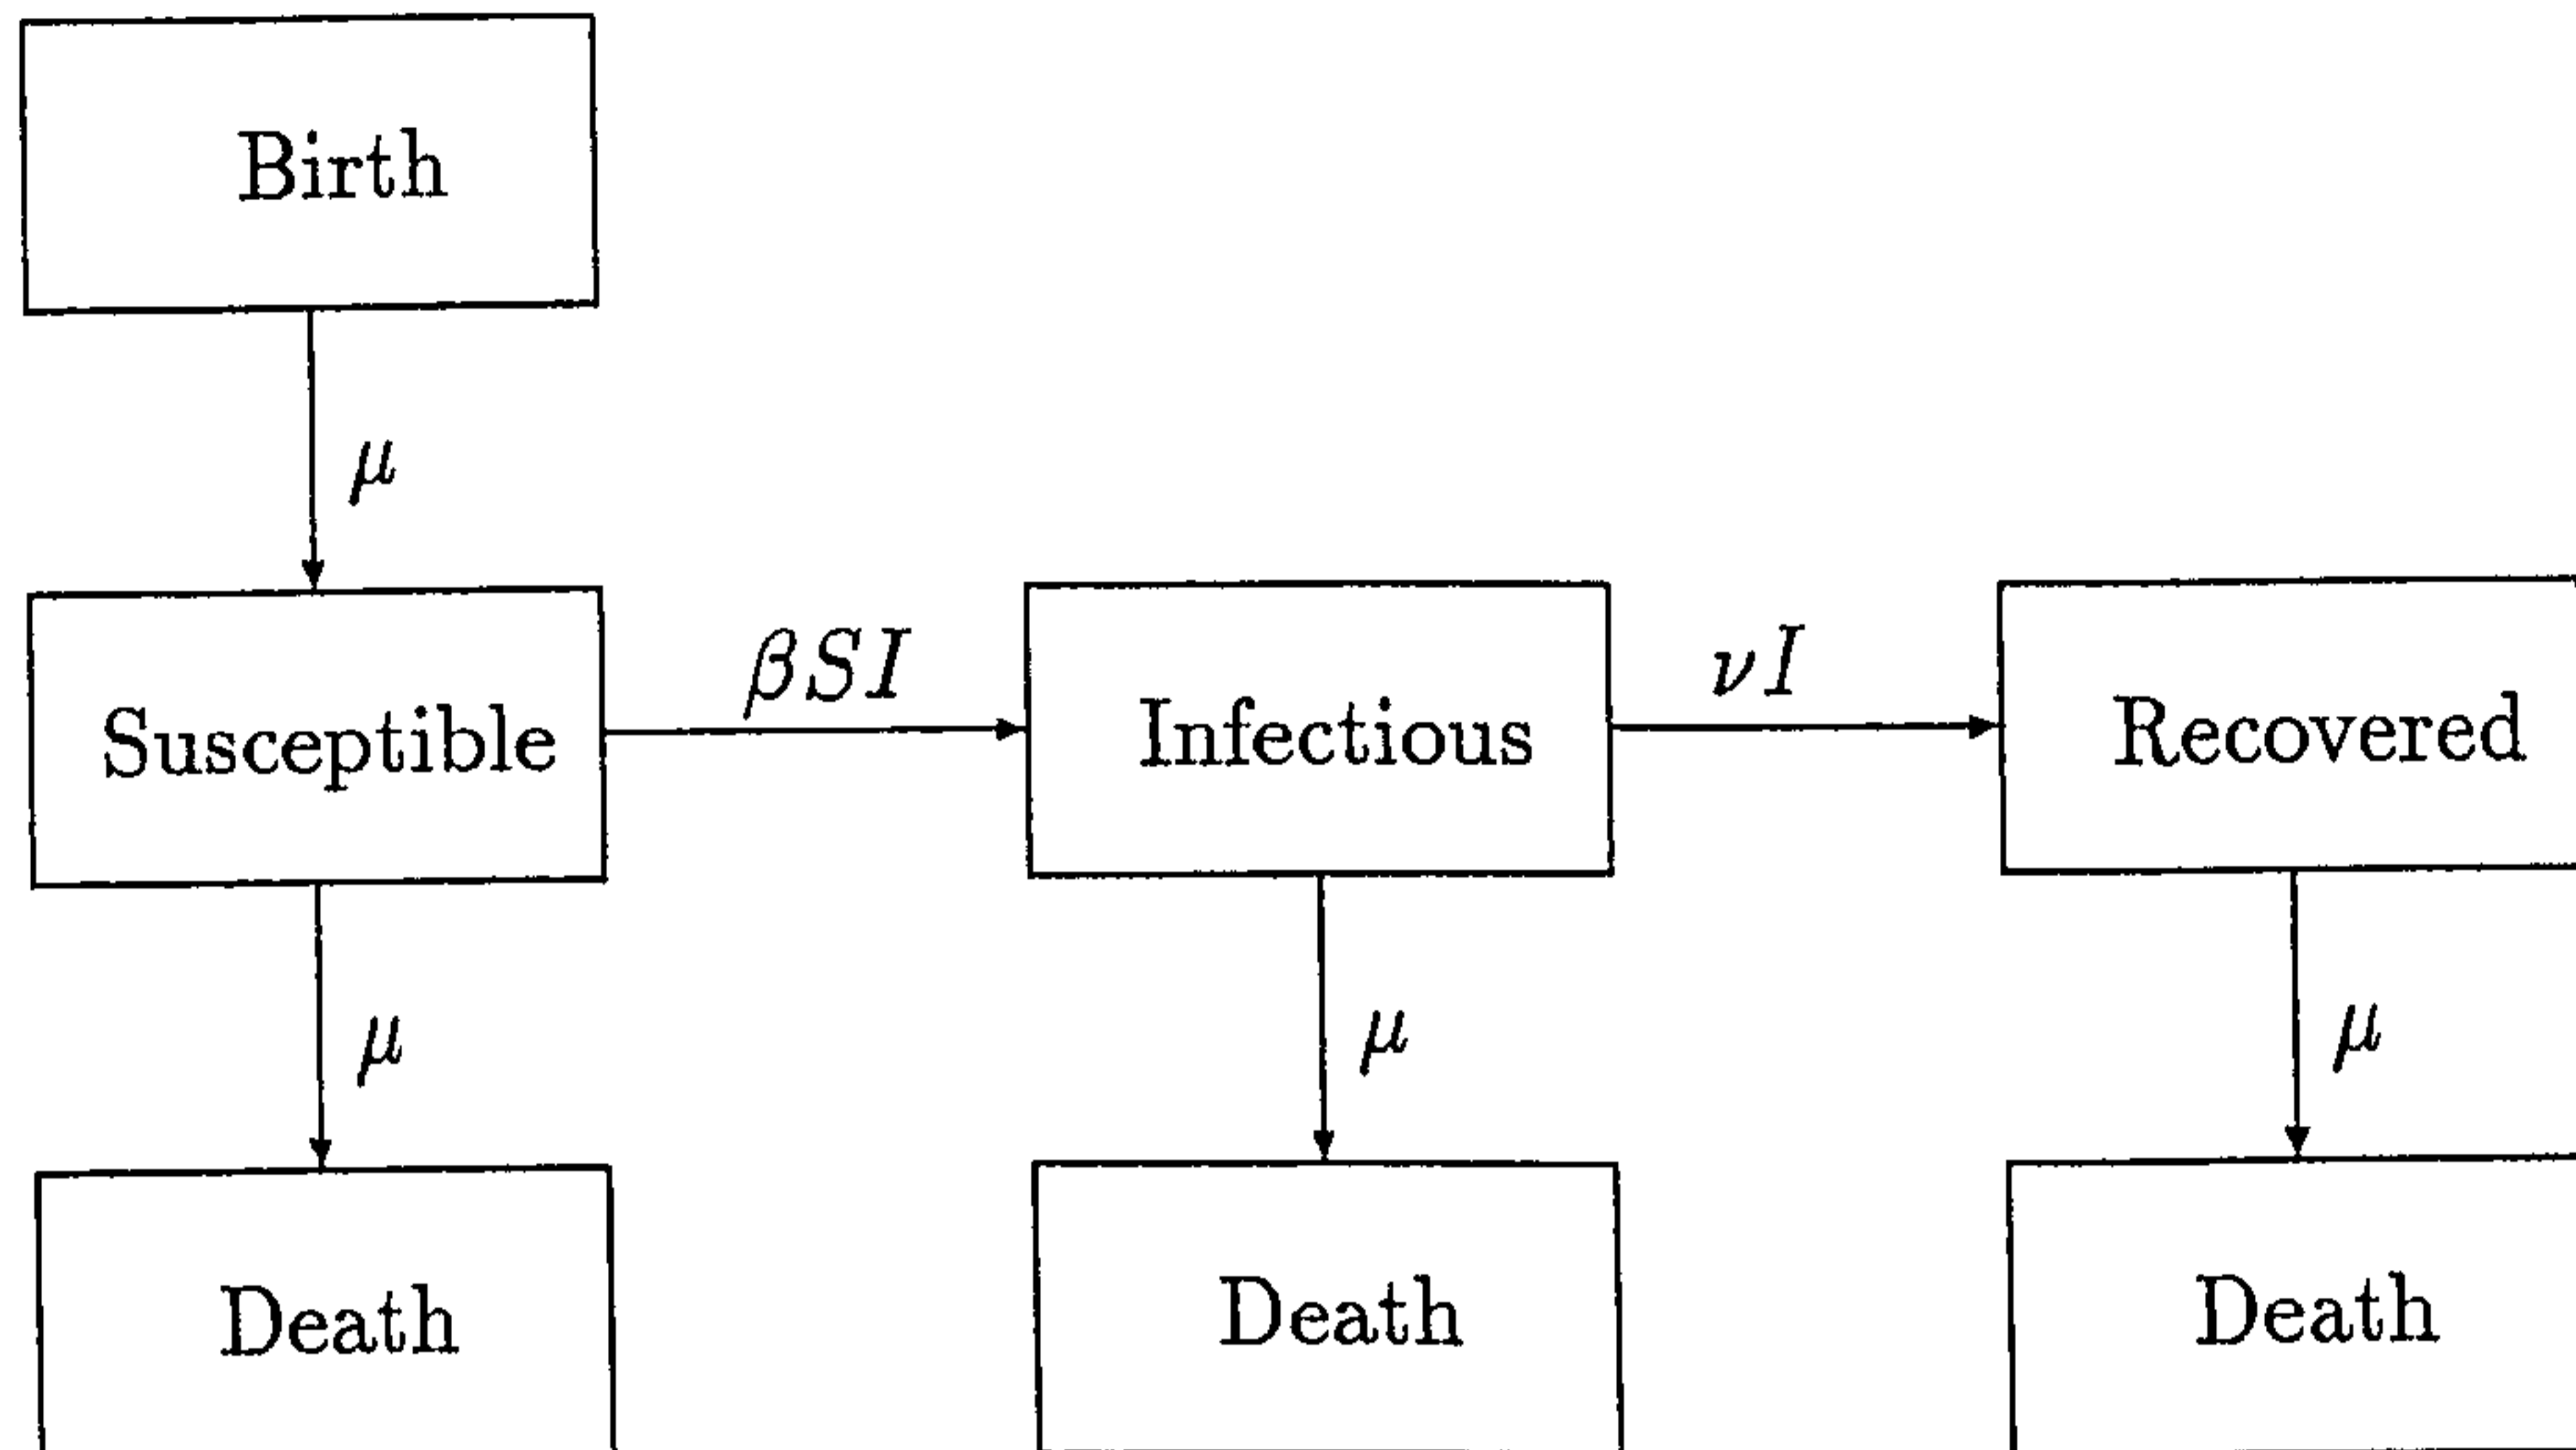 Birth
μ
βSI
νI
Susceptible
Infectious
Recovered
μ
μ
μ
Death
Death
Death